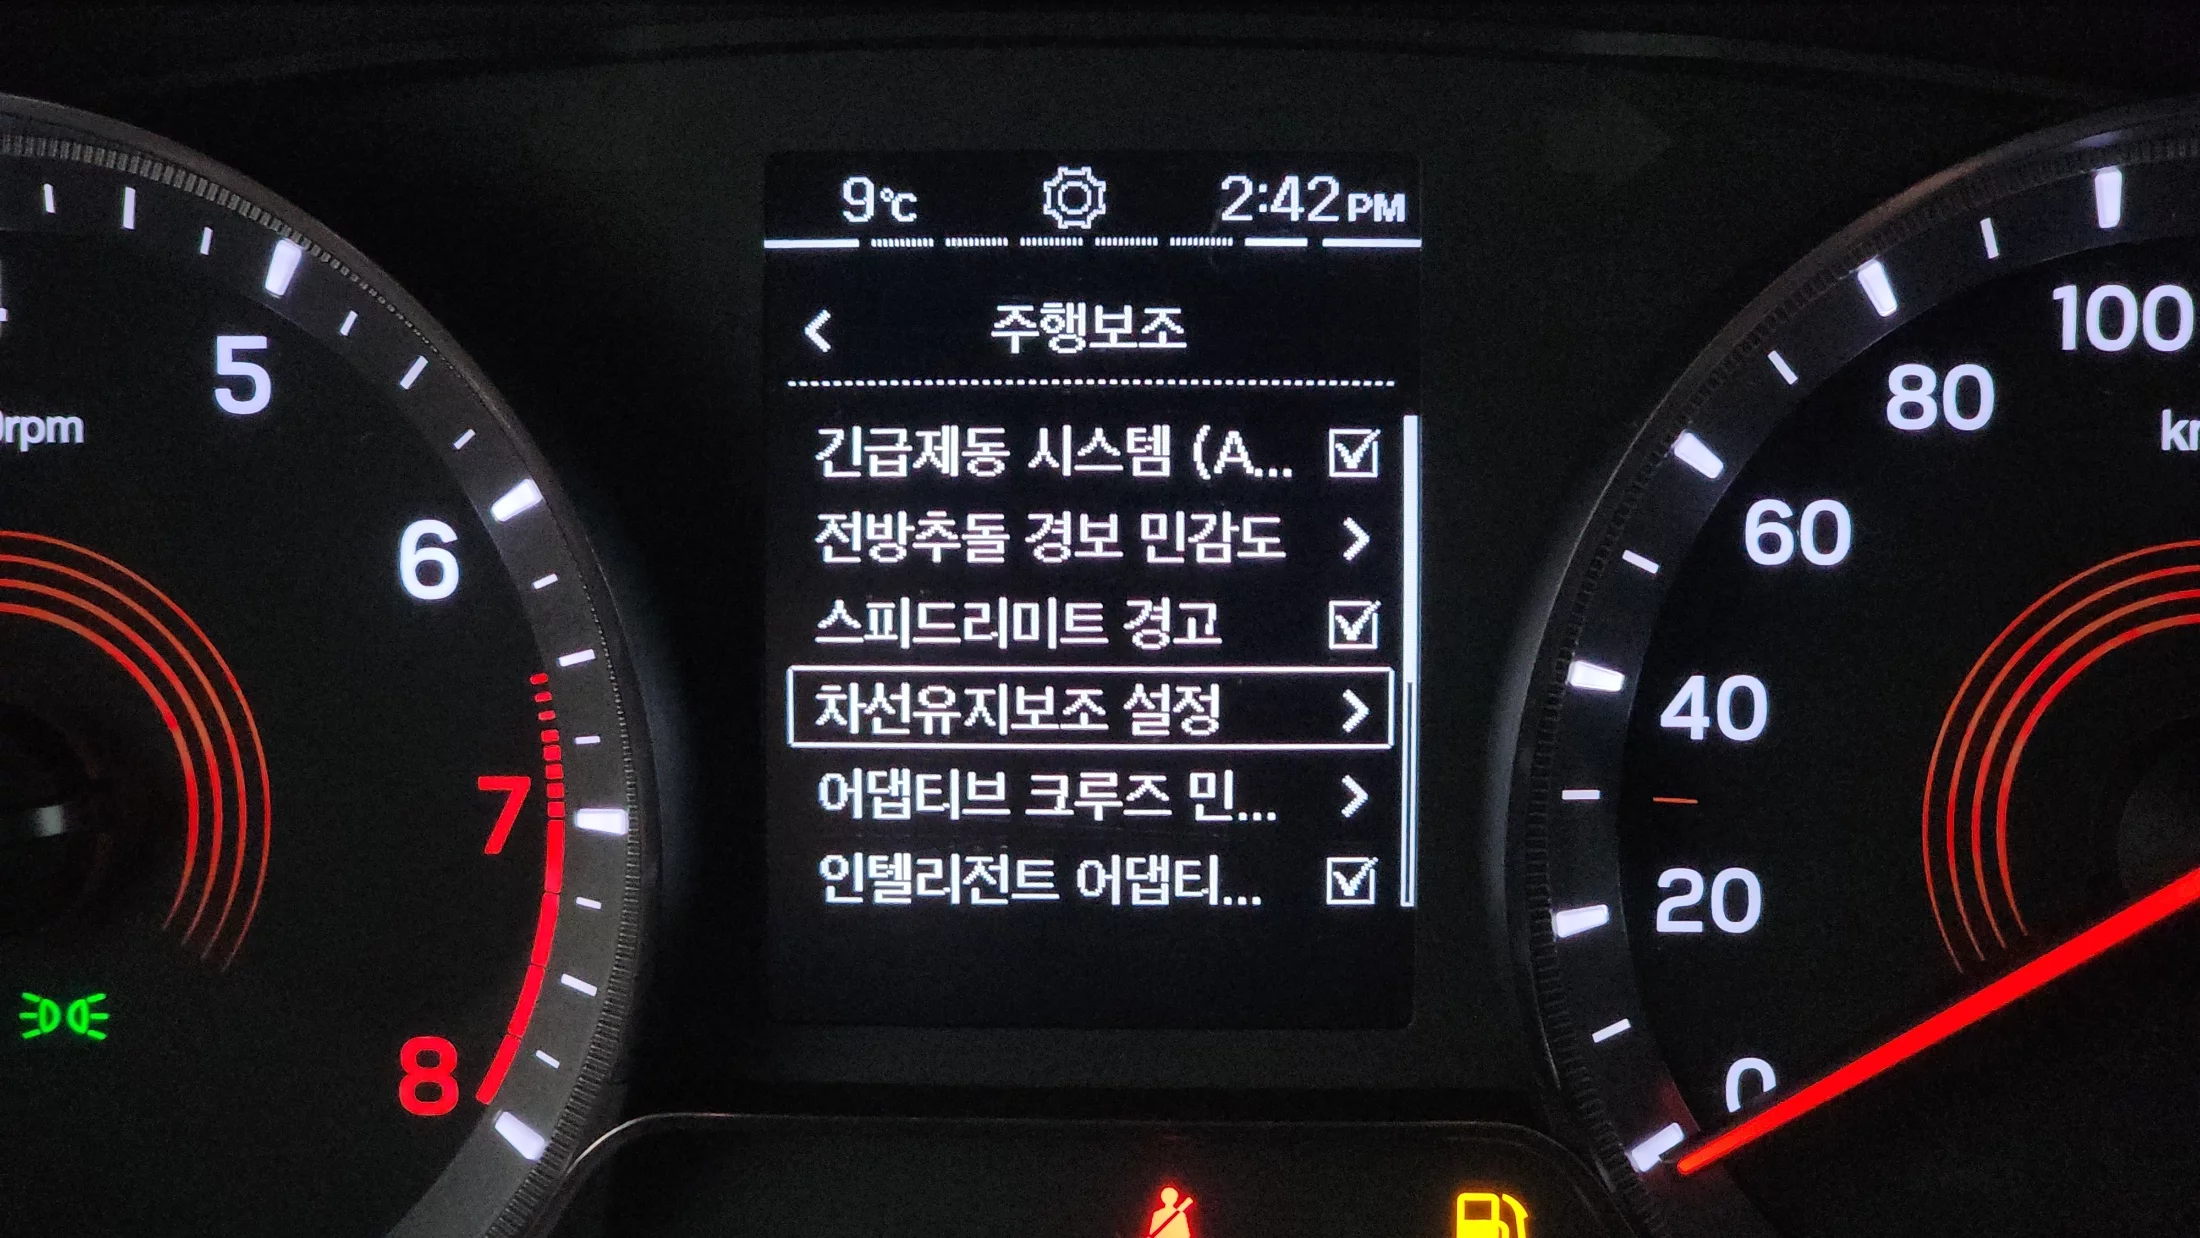 9℃ 2:42 PM
주행보조
긴급제동 시스템 (A...
전방추돌 경보 민감도
스피드리미트 경고
차선유지보조 설정
어댑티브 크루즈 민...
인텔리전트 어댑티...
5
rpm
6
7
8
100
80
60
40
20
0